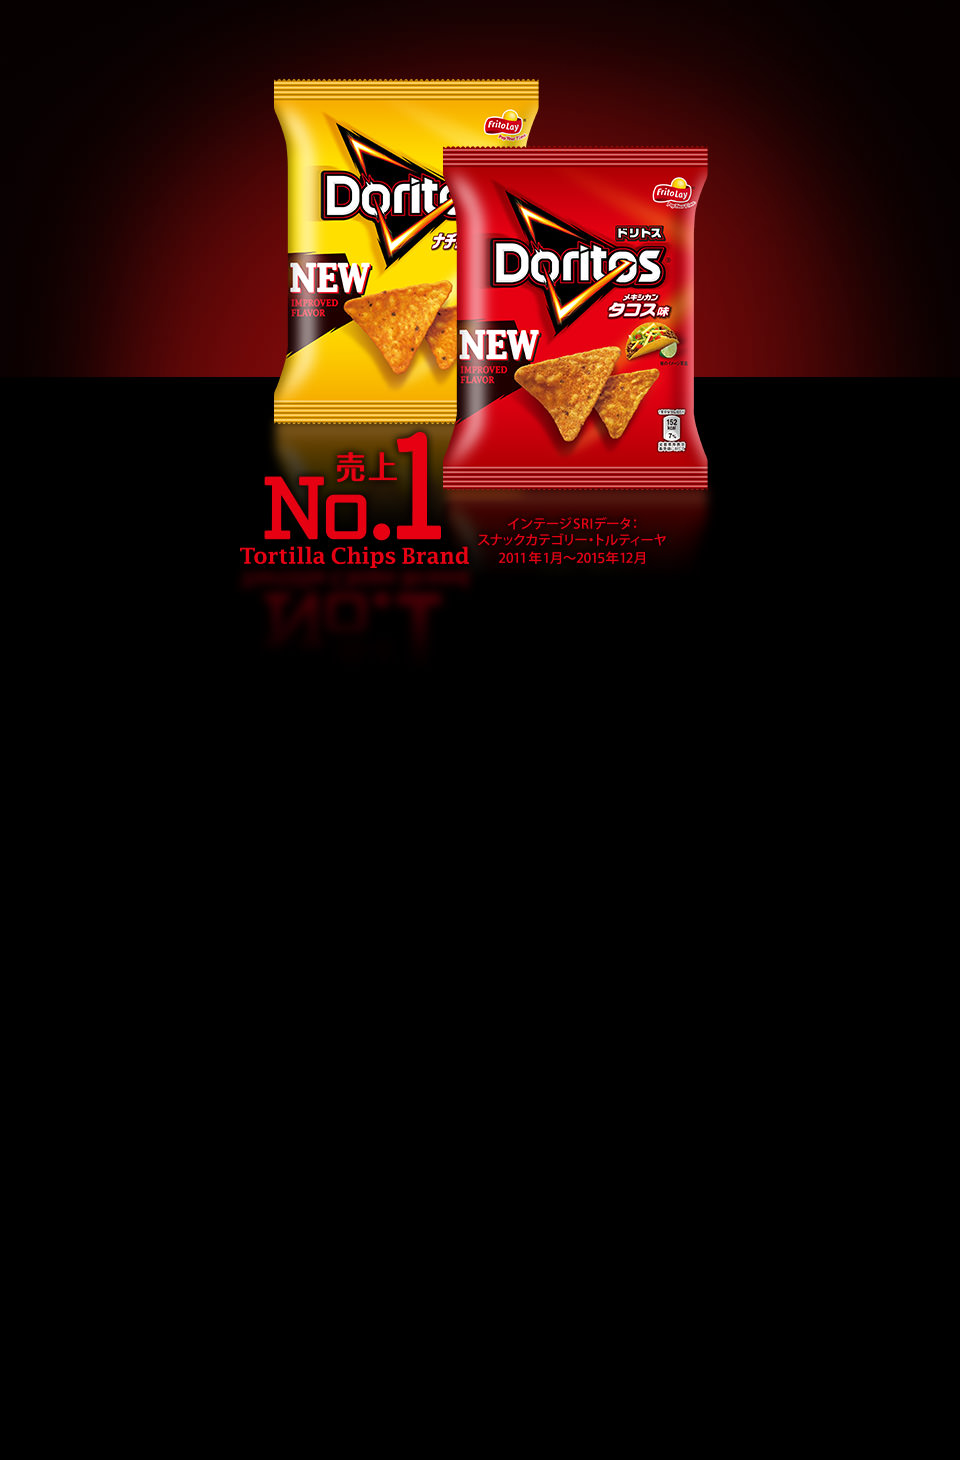 FritoLay
Dorit
ナチ
NEW
IMPROVED
FLAVOR
FritoLay
ドリトス
Doritos
メキシカン
タコス味
NEW
IMPROVED
FLAVOR
152
kcal
7%
売上
No.1
Tortilla Chips Brand
インテージSRIデータ：
スナックカテゴリー・トルティーヤ
2011年1月～2015年12月